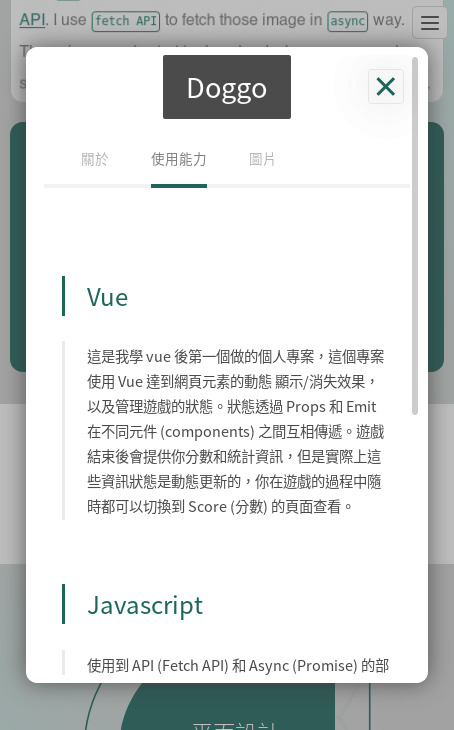 API. I use fetch API to fetch those image in async way.
Doggo
關於 使用能力 圖片
Vue
這是我學 vue 後第一個做的個人專案，這個專案
使用 Vue 達到網頁元素的動態 顯示/消失效果，
以及管理遊戲的狀態。狀態透過 Props 和 Emit
在不同元件 (components) 之間互相傳遞。遊戲
結束後會提供你分數和統計資訊，但是實際上這
些資訊狀態是動態更新的，你在遊戲的過程中隨
時都可以切換到 Score (分數) 的頁面查看。
Javascript
使用到 API (Fetch API) 和 Async (Promise) 的部
平面設計